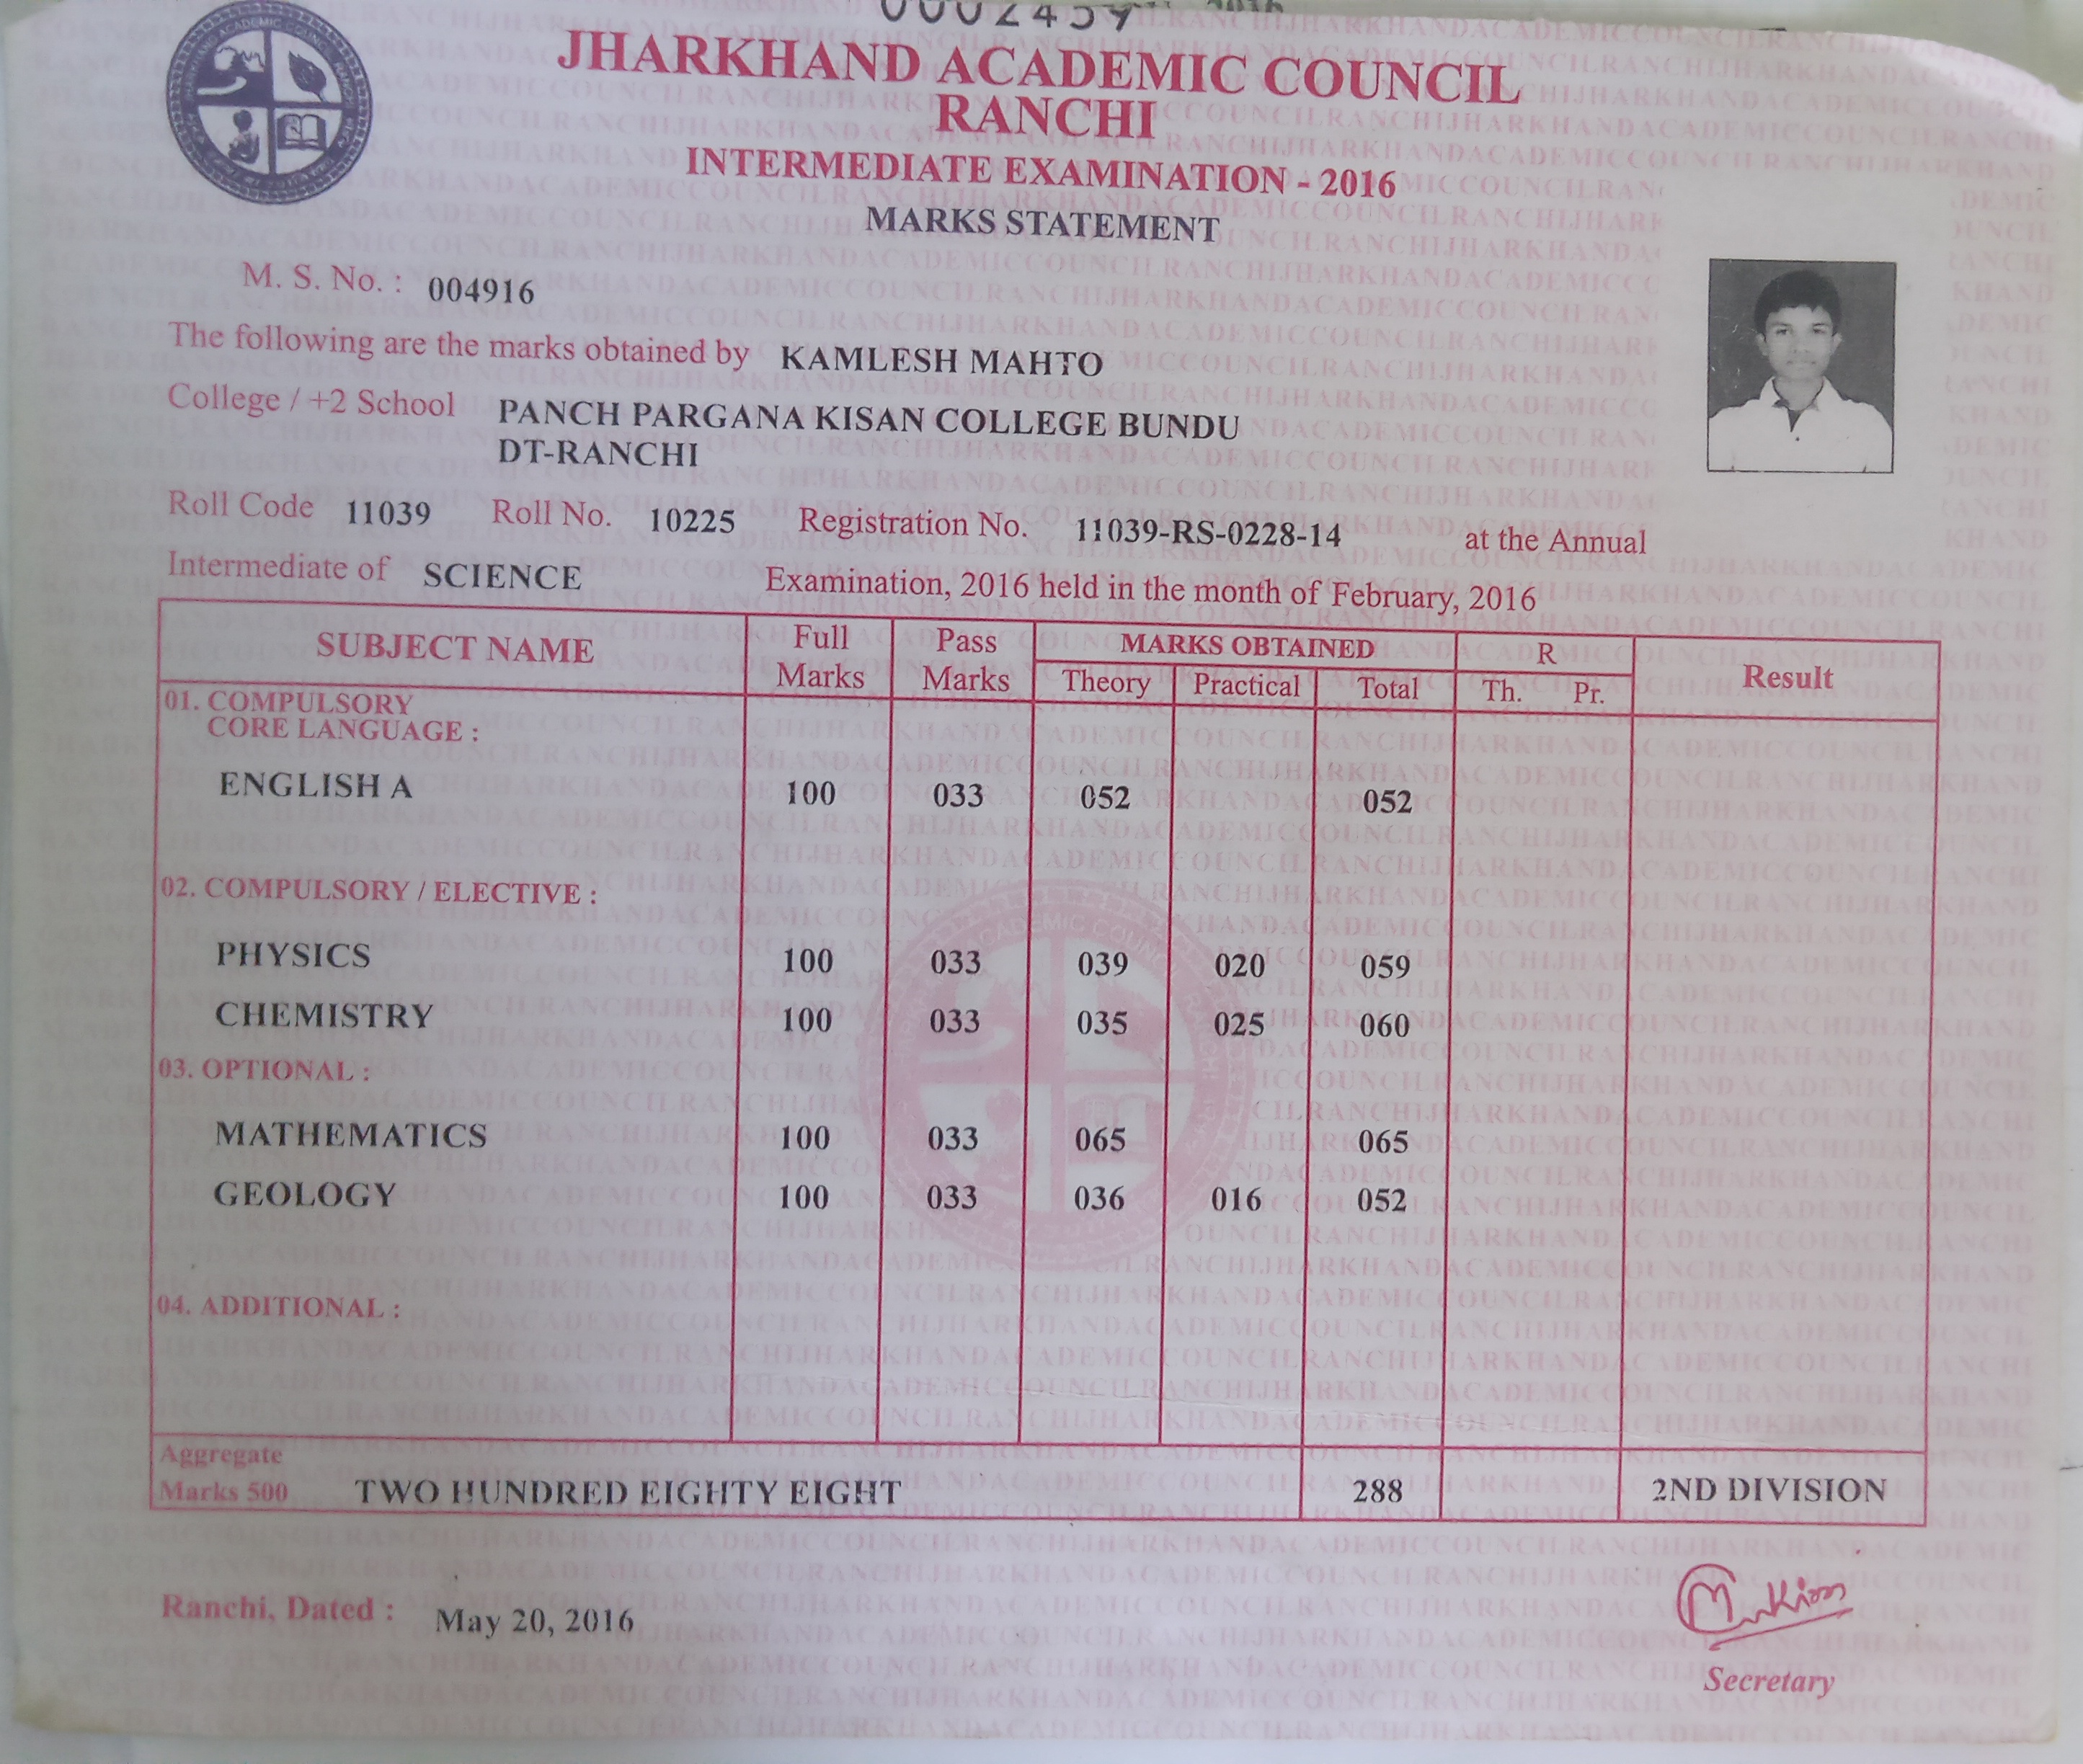 JHARKHAND ACADEMIC COUNCIL
RANCHI
INTERMEDIATE EXAMINATION - 2016
MARKS STATEMENT
M. S. No. : 004916
The following are the marks obtained by KAMLESH MAHTO
College / +2 School PANCH PARGANA KISAN COLLEGE BUNDU
DT-RANCHI
Roll Code 11039 Roll No. 10225 Registration No. 11039-RS-0228-14 at the Annual
Intermediate of SCIENCE Examination, 2016 held in the month of February, 2016
SUBJECT NAME Full Marks Pass Marks MARKS OBTAINED R Result
Theory Practical Total Th. Pr.
01. COMPULSORY
CORE LANGUAGE :
ENGLISH A 100 033 052 052
02. COMPULSORY / ELECTIVE :
PHYSICS 100 033 039 020 059
CHEMISTRY 100 033 035 025 060
03. OPTIONAL :
MATHEMATICS 100 033 065 065
GEOLOGY 100 033 036 016 052
04. ADDITIONAL :
Aggregate
Marks 500 TWO HUNDRED EIGHTY EIGHT 288 2ND DIVISION
Ranchi, Dated : May 20, 2016
Secretary